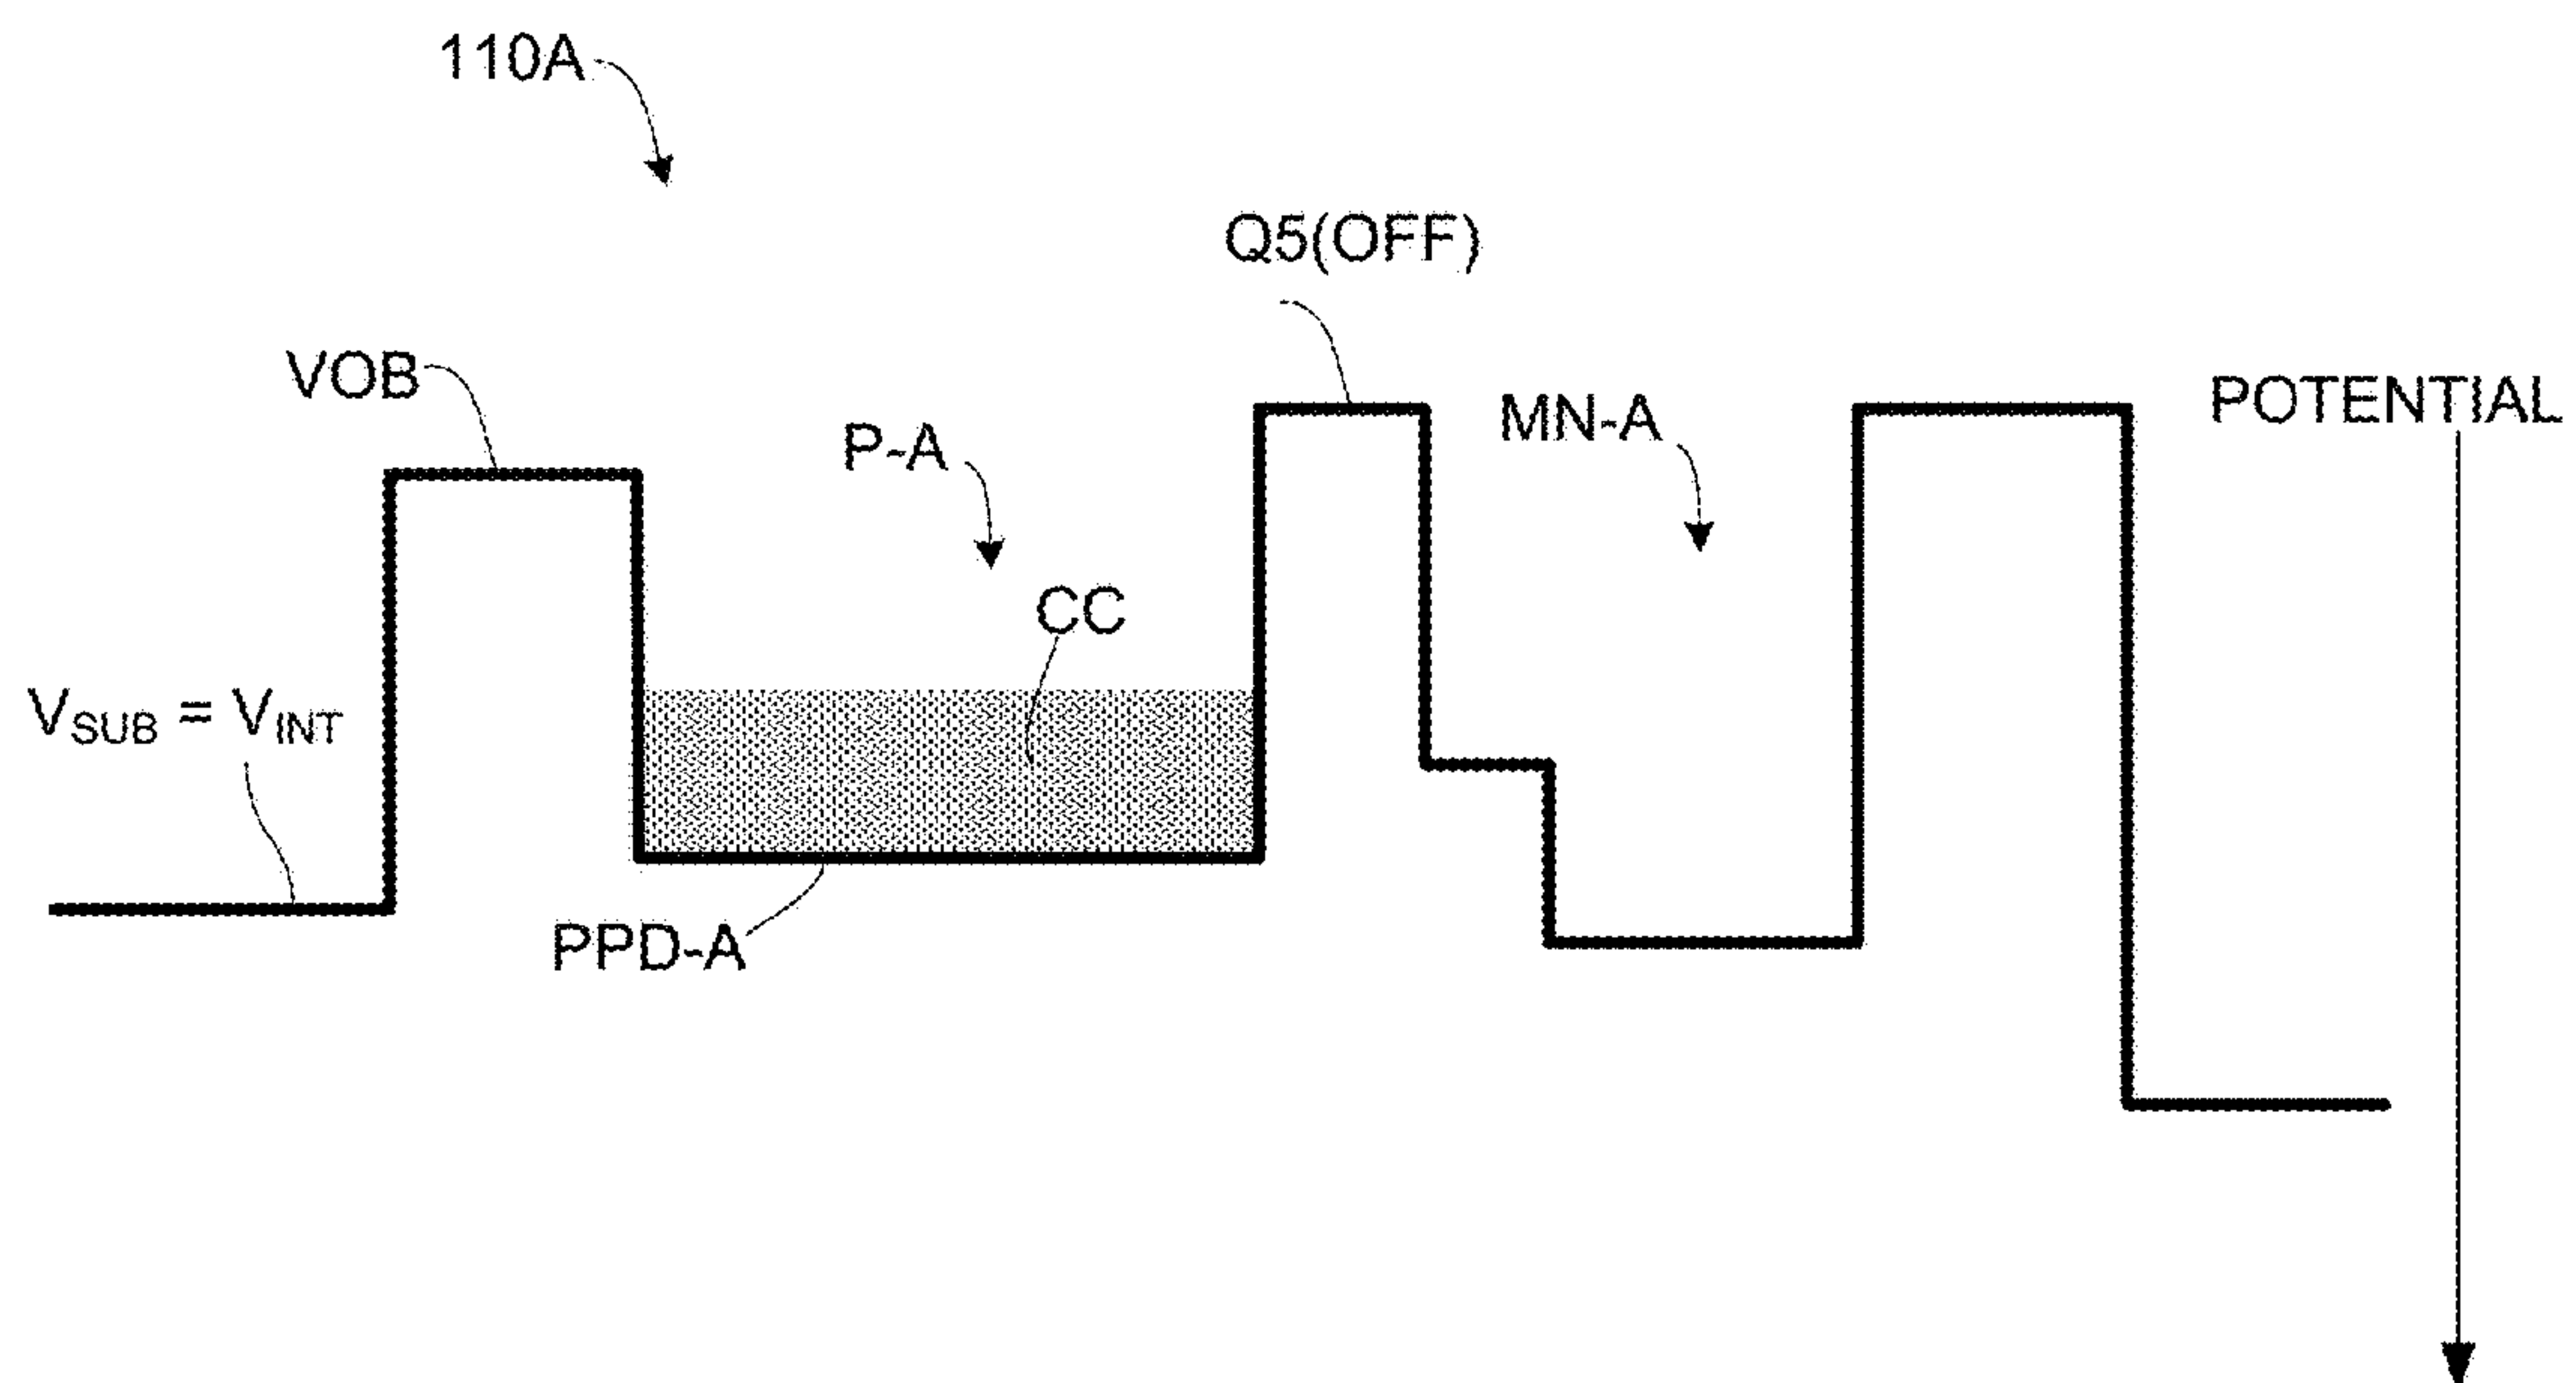 110A
Q5(OFF)
VOB
P-A
MN-A
POTENTIAL
CC
VSUB = VINT
PPD-A